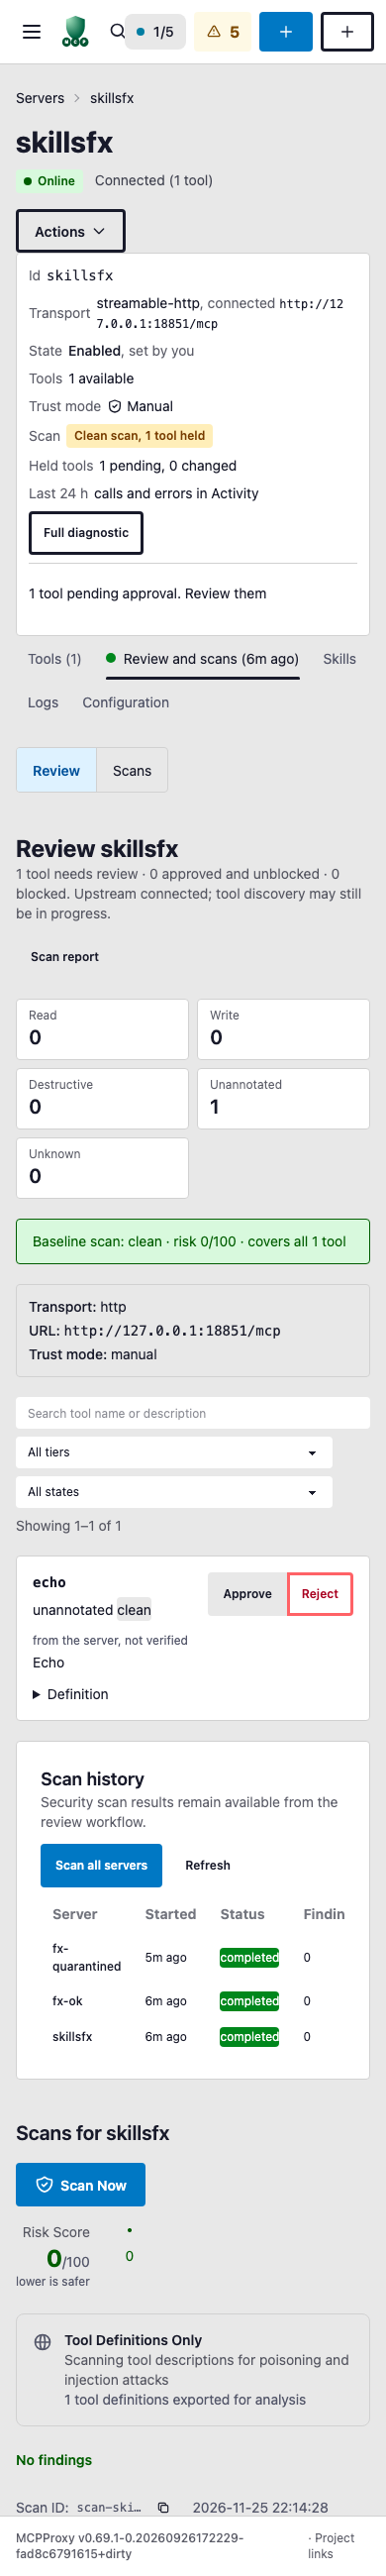 1/5
5
Servers
skillsfx
skillsfx
Online
Connected (1 tool)
Actions
Id skillsfx
Transport streamable-http, connected http://12
7.0.0.1:18851/mcp
State Enabled, set by you
Tools 1 available
Trust mode Manual
Scan Clean scan, 1 tool held
Held tools 1 pending, 0 changed
Last 24 h calls and errors in Activity
Full diagnostic
1 tool pending approval. Review them
Tools (1)
Review and scans (6m ago)
Skills
Logs
Configuration
Review
Scans
Review skillsfx
1 tool needs review · 0 approved and unblocked · 0
blocked. Upstream connected; tool discovery may still
be in progress.
Scan report
Read
0
Write
0
Destructive
0
Unannotated
1
Unknown
0
Baseline scan: clean · risk 0/100 · covers all 1 tool
Transport: http
URL: http://127.0.0.1:18851/mcp
Trust mode: manual
Search tool name or description
All tiers
All states
Showing 1–1 of 1
echo
unannotated clean
from the server, not verified
Echo
Definition
Approve
Reject
Scan history
Security scan results remain available from the
review workflow.
Scan all servers
Refresh
Server Started Status Findin
fx-
quarantined 5m ago completed 0
fx-ok 6m ago completed 0
skillsfx 6m ago completed 0
Scans for skillsfx
Scan Now
Risk Score
0/100
lower is safer
0
Tool Definitions Only
Scanning tool descriptions for poisoning and
injection attacks
1 tool definitions exported for analysis
No findings
Scan ID: scan-ski… 2026-11-25 22:14:28
MCPProxy v0.69.1-0.20260926172229-
fad8c6791615+dirty
· Project
links